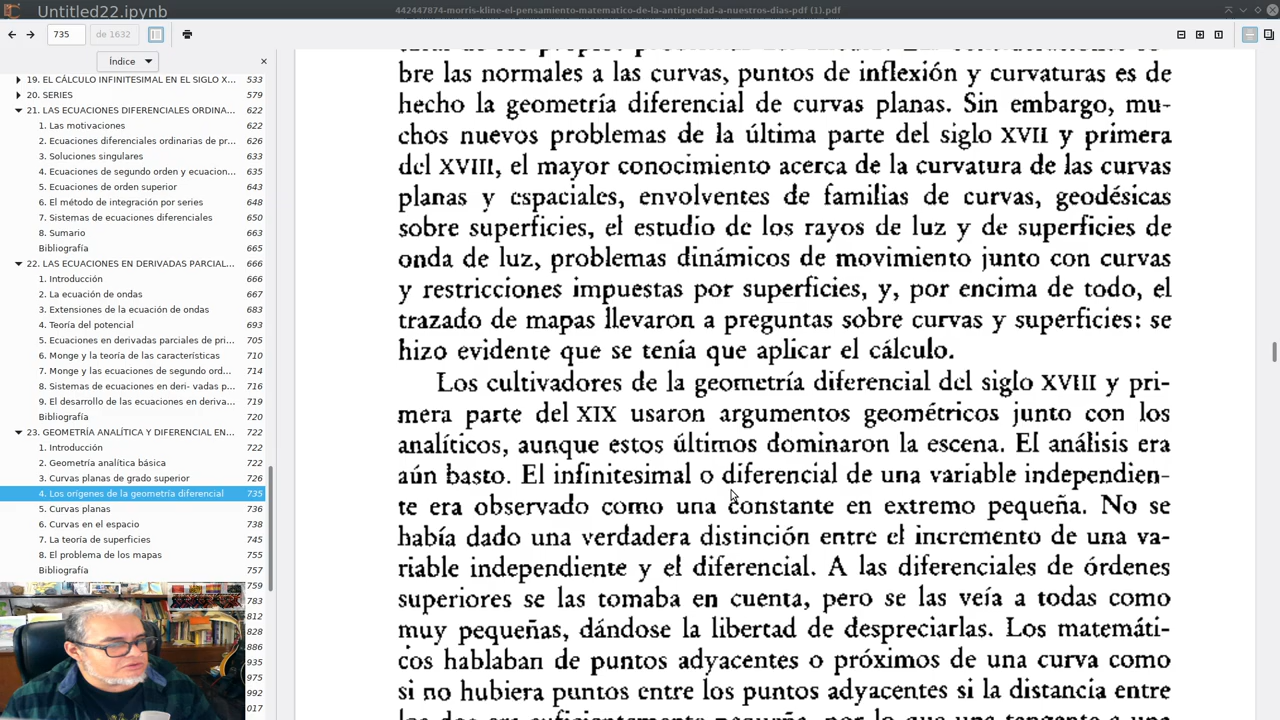 Untitled22.ipynb
442447874-morris-kline-el-pensamiento-matematico-de-la-antiguedad-a-nuestros-dias-pdf (1).pdf
735 de 1632
Índice
19. EL CÁLCULO INFINITESIMAL EN EL SIGLO X... 533
20. SERIES 579
21. LAS ECUACIONES DIFERENCIALES ORDINA... 622
1. Las motivaciones 622
2. Ecuaciones diferenciales ordinarias de pr... 626
3. Soluciones singulares 633
4. Ecuaciones de segundo orden y ecuacion... 635
5. Ecuaciones de orden superior 643
6. El método de integración por series 648
7. Sistemas de ecuaciones diferenciales 650
8. Sumario 663
Bibliografía 665
22. LAS ECUACIONES EN DERIVADAS PARCIAL... 666
1. Introducción 666
2. La ecuación de ondas 667
3. Extensiones de la ecuación de ondas 683
4. Teoría del potencial 693
5. Ecuaciones en derivadas parciales de pri... 705
6. Monge y la teoría de las características 710
7. Monge y las ecuaciones de segundo ord... 714
8. Sistemas de ecuaciones en deri- vadas p... 716
9. El desarrollo de las ecuaciones en deriva... 719
Bibliografía 720
23. GEOMETRÍA ANALÍTICA Y DIFERENCIAL EN... 722
1. Introducción 722
2. Geometría analítica básica 722
3. Curvas planas de grado superior 726
4. Los orígenes de la geometría diferencial 735
5. Curvas planas 736
6. Curvas en el espacio 738
7. La teoría de superficies 745
8. El problema de los mapas 755
Bibliografía 757
759
783
812
828
886
935
975
992
017
bre las normales a las curvas, puntos de inflexión y curvaturas es de
hecho la geometría diferencial de curvas planas. Sin embargo, mu-
chos nuevos problemas de la última parte del siglo XVII y primera
del XVIII, el mayor conocimiento acerca de la curvatura de las curvas
planas y espaciales, envolventes de familias de curvas, geodésicas
sobre superficies, el estudio de los rayos de luz y de superficies de
onda de luz, problemas dinámicos de movimiento junto con curvas
y restricciones impuestas por superficies, y, por encima de todo, el
trazado de mapas llevaron a preguntas sobre curvas y superficies: se
hizo evidente que se tenía que aplicar el cálculo.
Los cultivadores de la geometría diferencial del siglo XVIII y pri-
mera parte del XIX usaron argumentos geométricos junto con los
analíticos, aunque estos últimos dominaron la escena. El análisis era
aún basto. El infinitesimal o diferencial de una variable independien-
te era observado como una constante en extremo pequeña. No se
había dado una verdadera distinción entre el incremento de una va-
riable independiente y el diferencial. A las diferenciales de órdenes
superiores se las tomaba en cuenta, pero se las veía a todas como
muy pequeñas, dándose la libertad de despreciarlas. Los matemáti-
cos hablaban de puntos adyacentes o próximos de una curva como
si no hubiera puntos entre los puntos adyacentes si la distancia entre